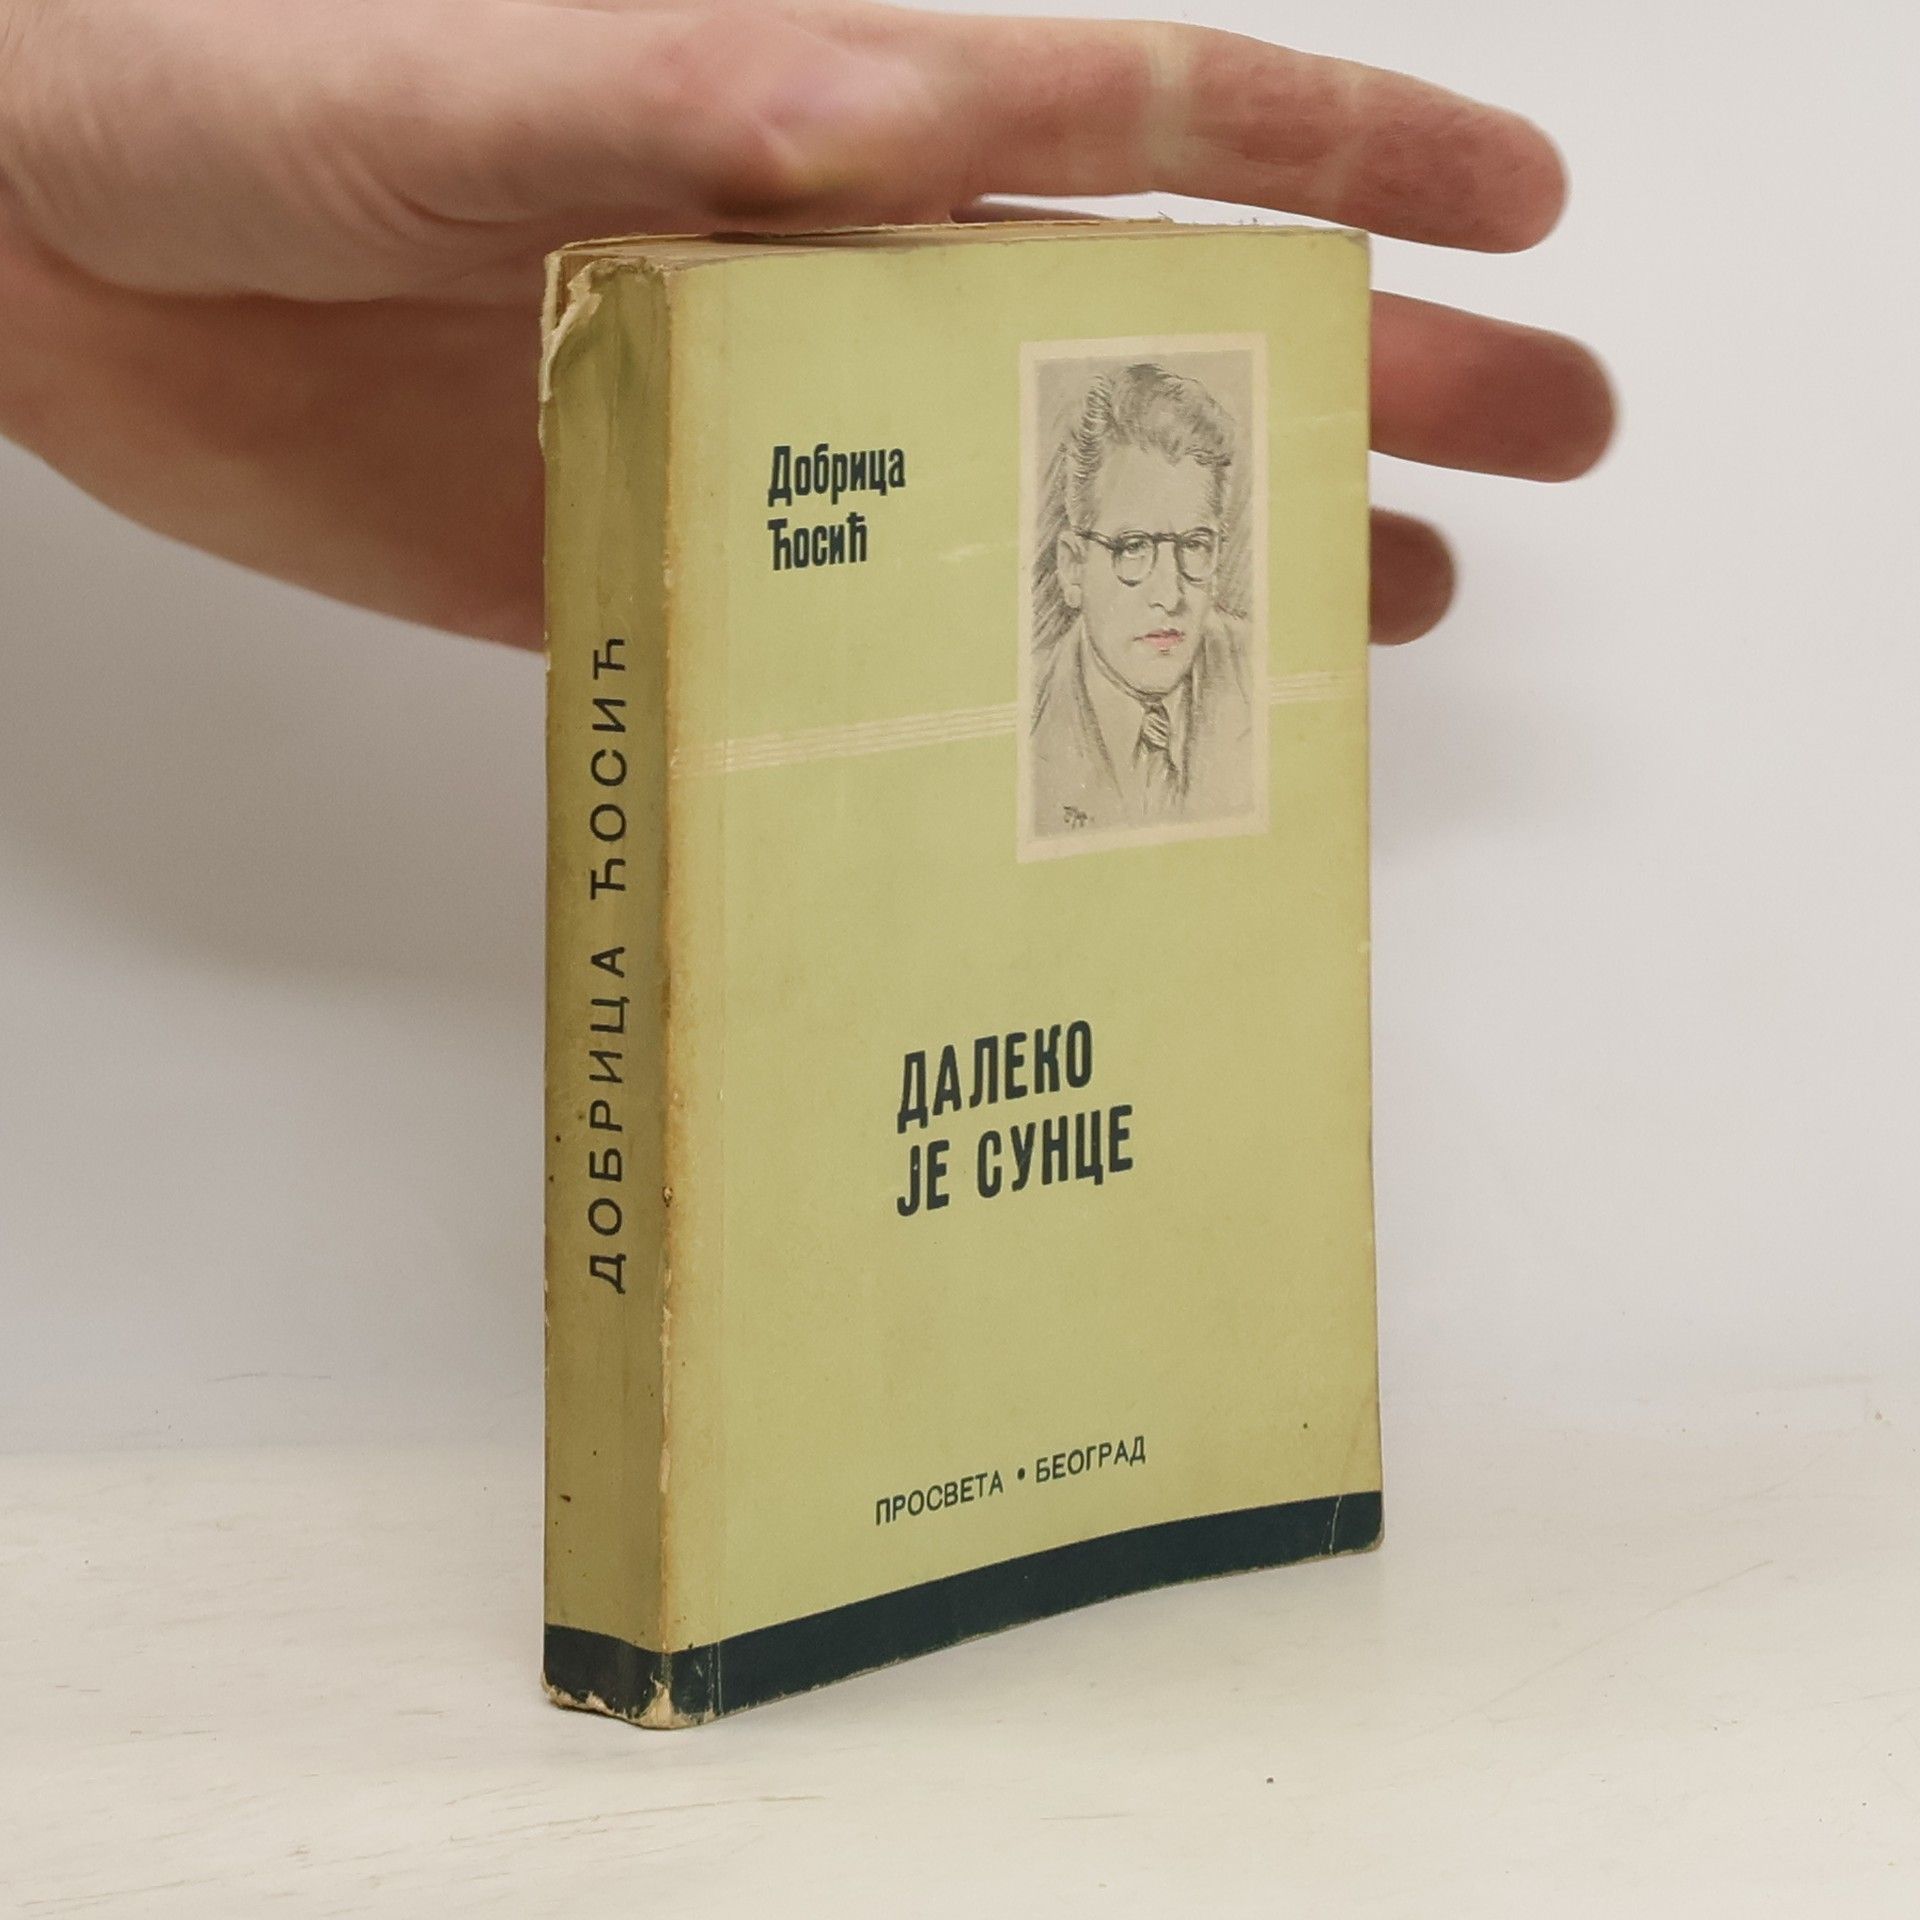 ДОБРИЦА ЋОСИЋ
Добрица
Ћосић
ДАЛЕКО
ЈЕ СУНЦЕ
ПРОСВЕТА • БЕОГРАД